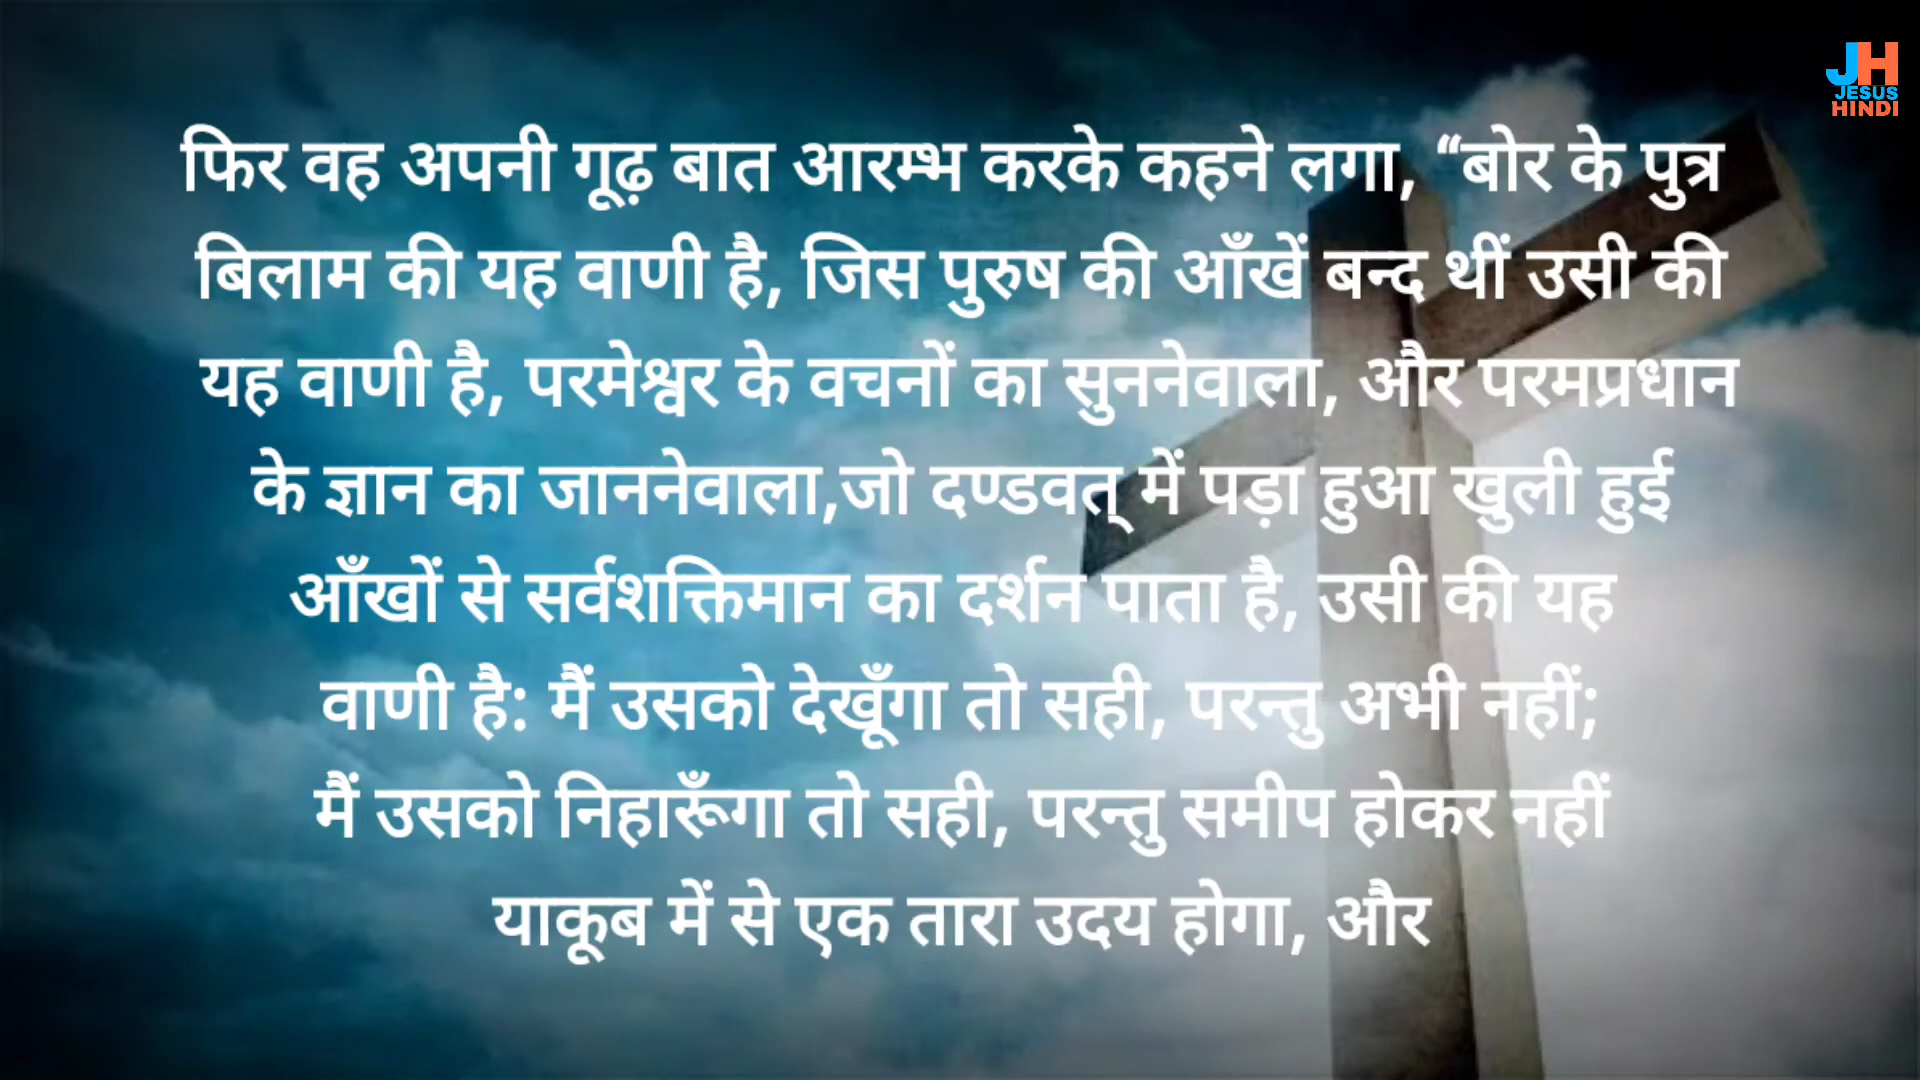 JH
JESUS
HINDI
फिर वह अपनी गूढ़ बात आरम्भ करके कहने लगा, “बोर के पुत्र
बिलाम की यह वाणी है, जिस पुरुष की आँखें बन्द थीं उसी की
यह वाणी है, परमेश्वर के वचनों का सुननेवाला, और परमप्रधान
के ज्ञान का जाननेवाला,जो दण्डवत् में पड़ा हुआ खुली हुई
आँखों से सर्वशक्तिमान का दर्शन पाता है, उसी की यह
वाणी है: मैं उसको देखूँगा तो सही, परन्तु अभी नहीं;
मैं उसको निहारूँगा तो सही, परन्तु समीप होकर नहीं
याकूब में से एक तारा उदय होगा, और